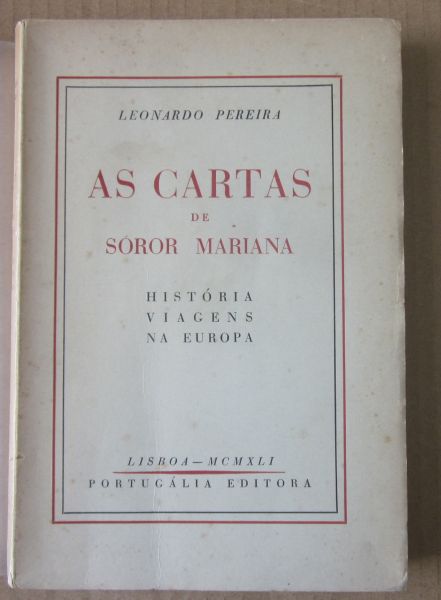 LEONARDO PEREIRA
AS CARTAS
DE
SÓROR MARIANA
HISTÓRIA
VIAGENS
NA EUROPA
LISBOA — MCMXLI
PORTUGÁLIA EDITORA